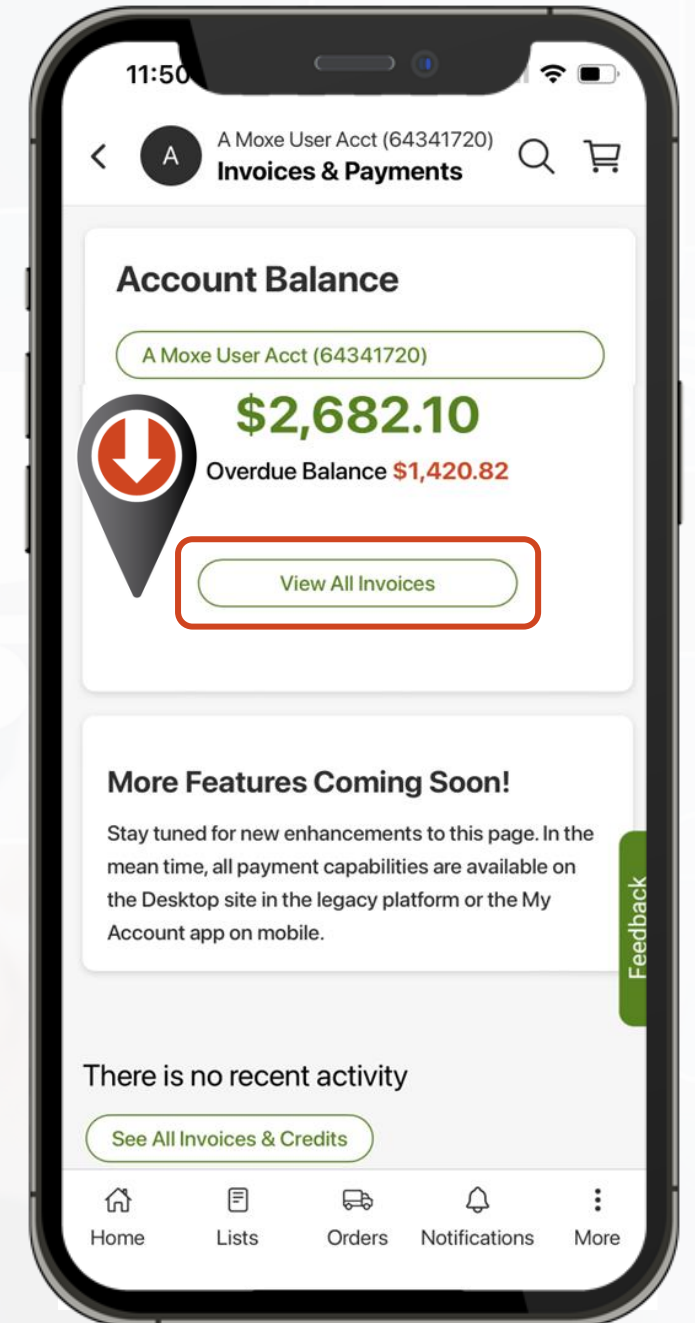 11:50
A Moxe User Acct (64341720)
A
Invoices & Payments
Account Balance
A Moxe User Acct (64341720)
$2,682.10
Overdue Balance $1,420.82
View All Invoices
More Features Coming Soon!
Stay tuned for new enhancements to this page. In the
mean time, all payment capabilities are available on
the Desktop site in the legacy platform or the My
Account app on mobile.
Feedback
There is no recent activity
See All Invoices & Credits
Home Lists Orders Notifications More